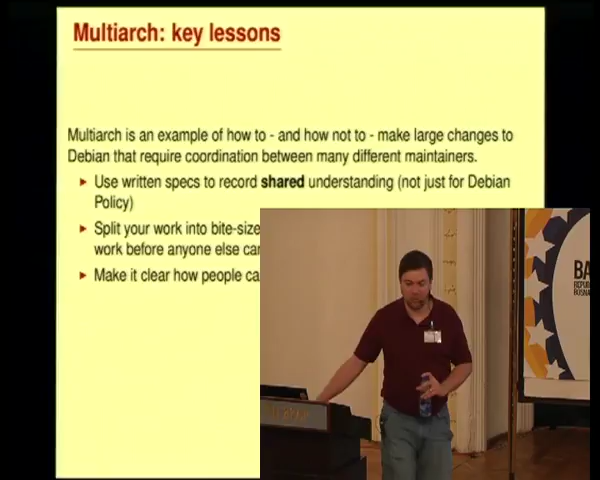 Multiarch: key lessons
Multiarch is an example of how to - and how not to - make large changes to
Debian that require coordination between many different maintainers.
Use written specs to record shared understanding (not just for Debian
Policy)
Split your work into bite-size
work before anyone else can
Make it clear how people ca
BA